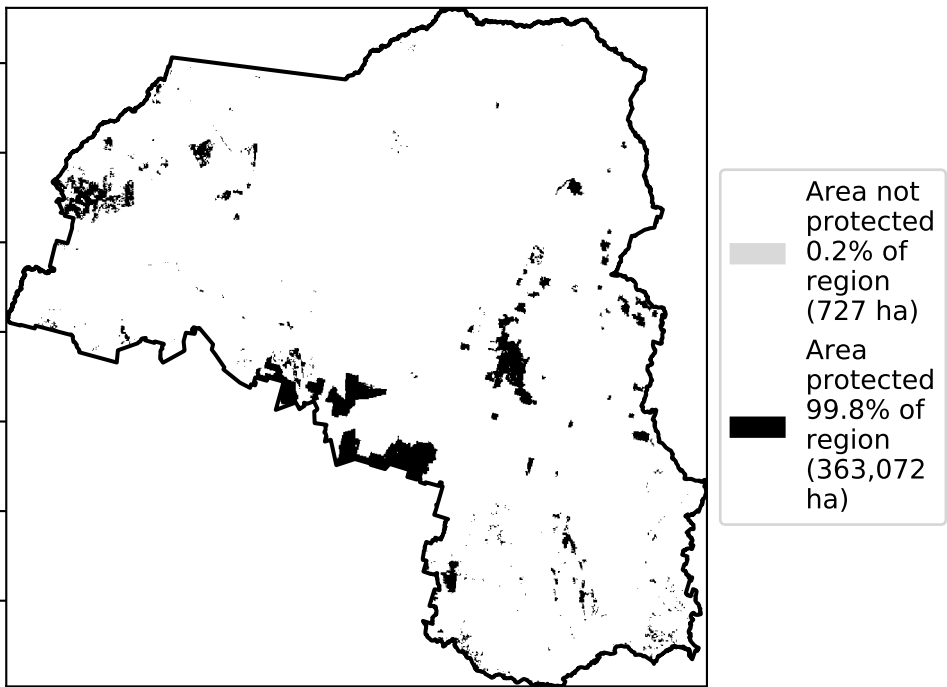 Area not
protected
0.2% of
region
(727 ha)
Area
protected
99.8% of
region
(363,072
ha)